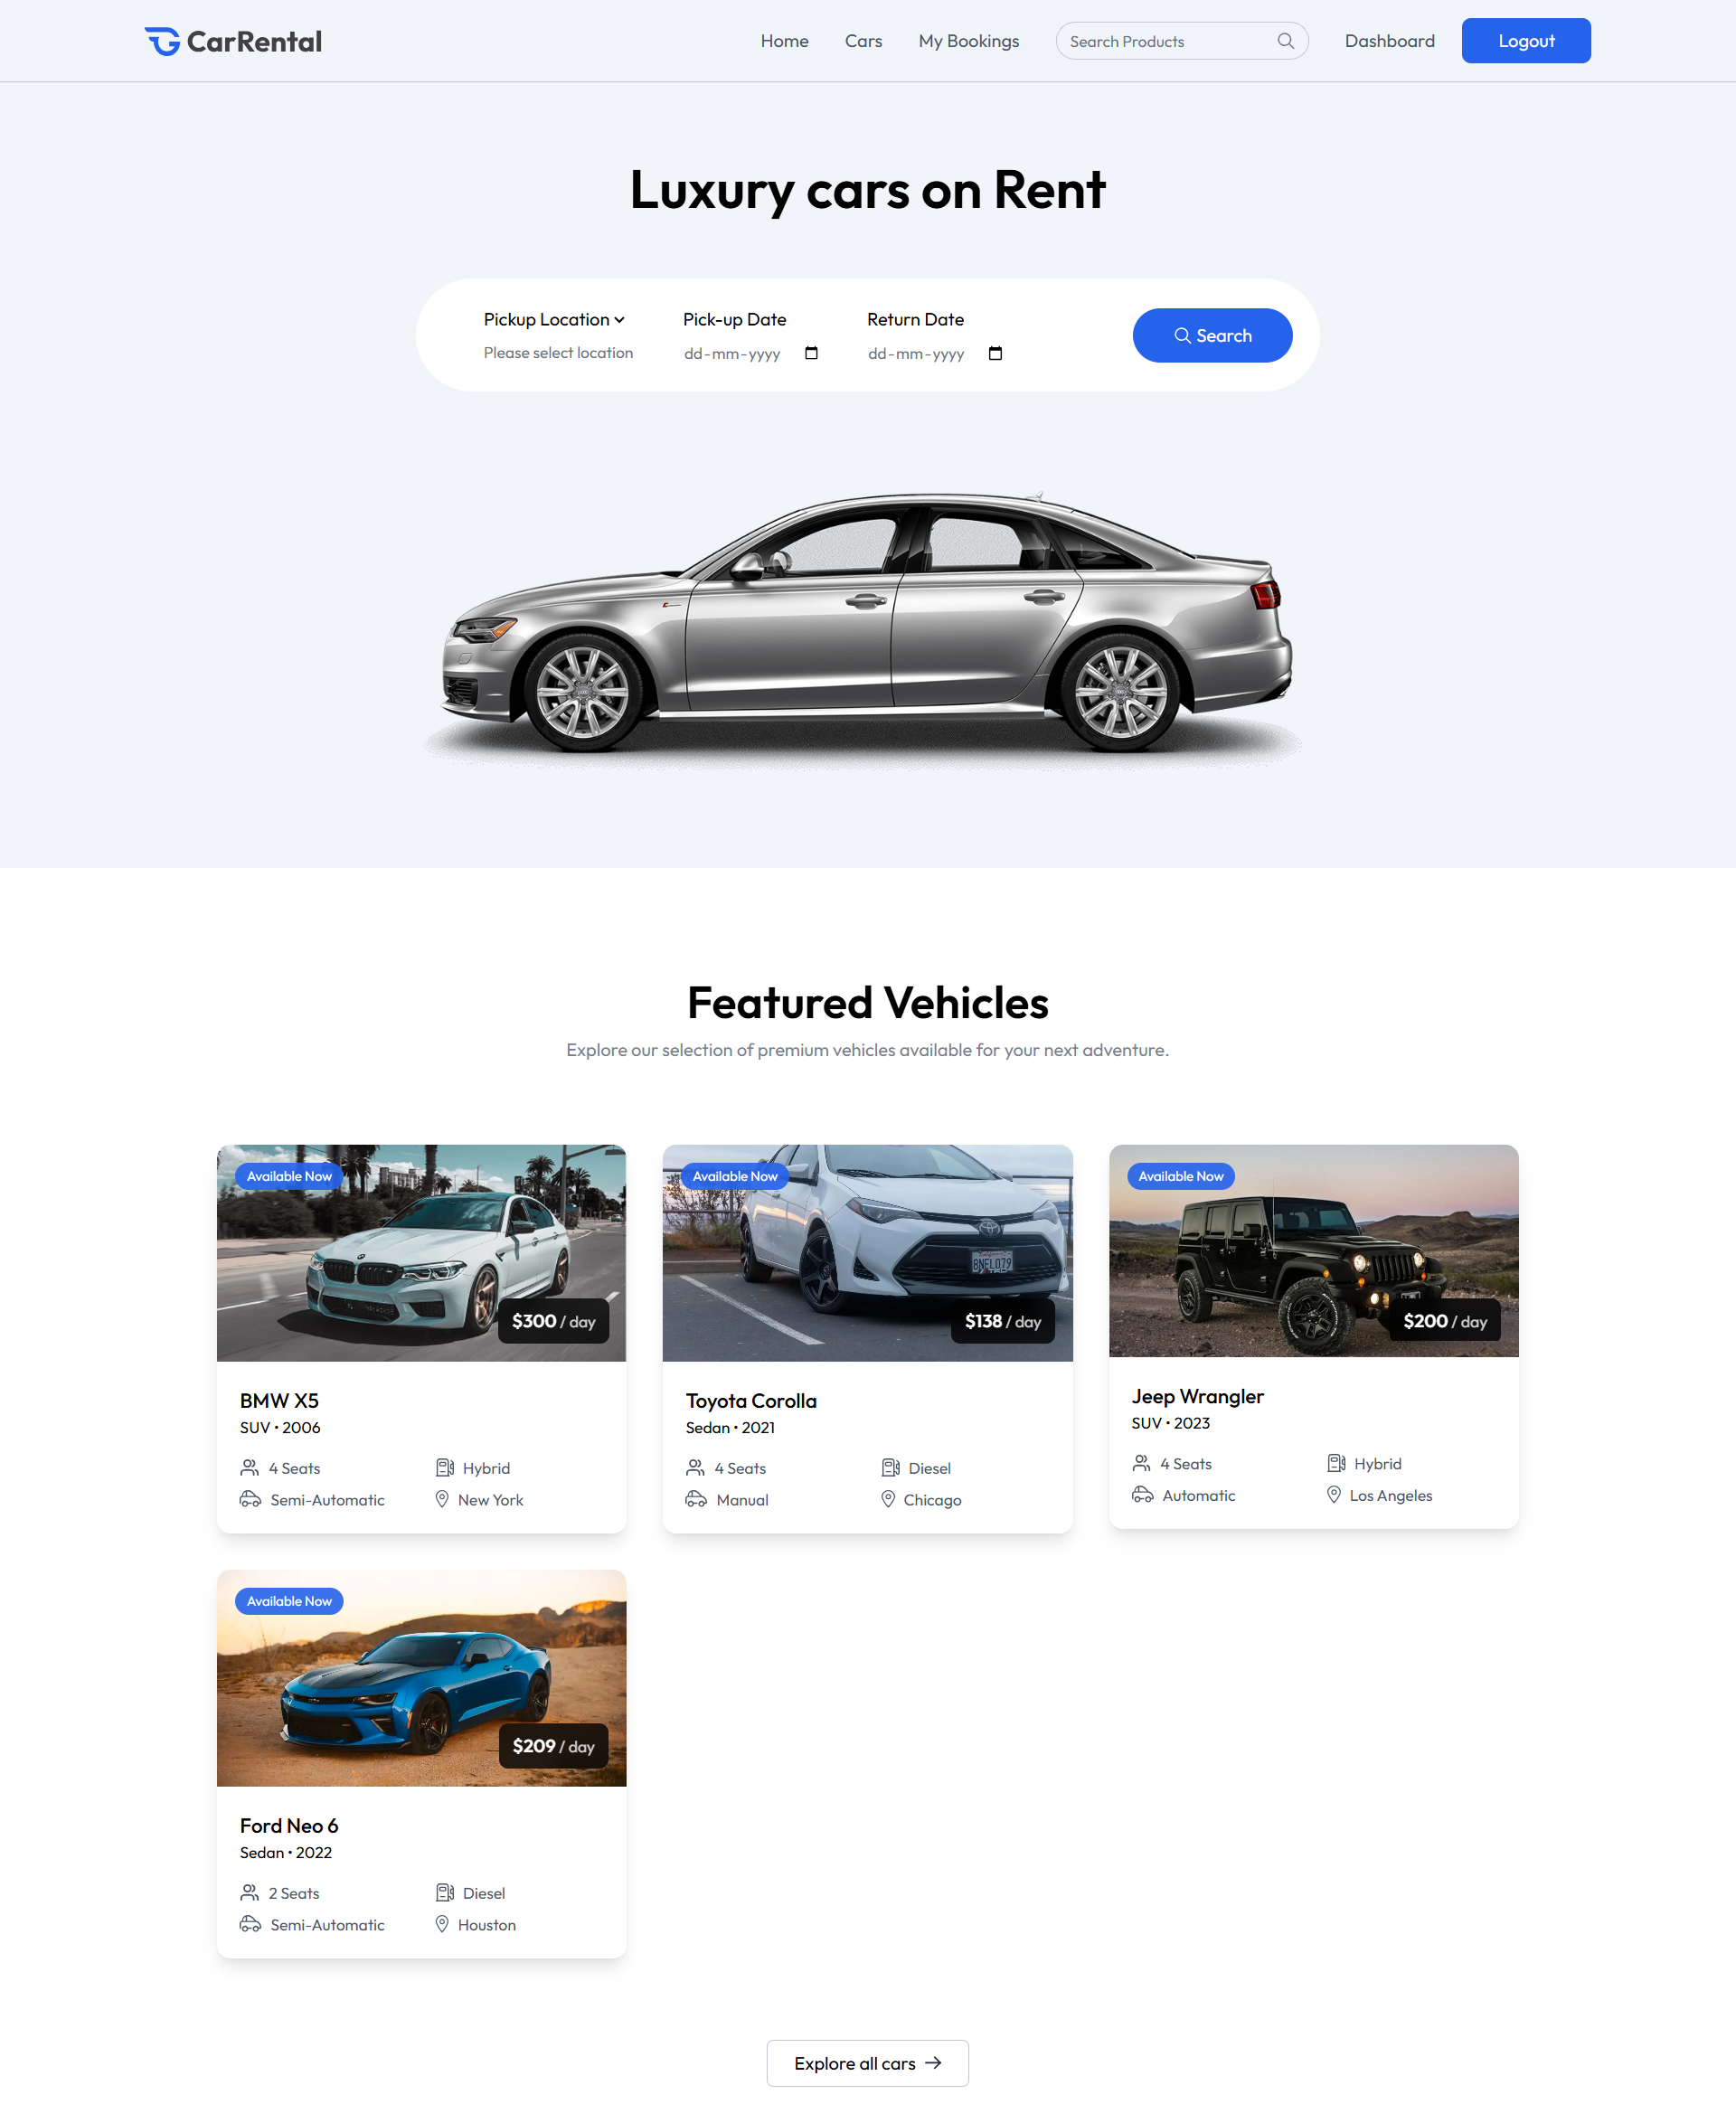 CarRental
Home
Cars
My Bookings
Search Products
Dashboard
Logout
Luxury cars on Rent
Pickup Location
Please select location
Pick-up Date
dd-mm-yyyy
Return Date
dd-mm-yyyy
Search
Featured Vehicles
Explore our selection of premium vehicles available for your next adventure.
Available Now
$300 / day
BMW X5
SUV • 2006
4 Seats
Hybrid
Semi-Automatic
New York
Available Now
8NFL079
$138 / day
Toyota Corolla
Sedan • 2021
4 Seats
Diesel
Manual
Chicago
Available Now
$200 / day
Jeep Wrangler
SUV • 2023
4 Seats
Hybrid
Automatic
Los Angeles
Available Now
$209 / day
Ford Neo 6
Sedan • 2022
2 Seats
Diesel
Semi-Automatic
Houston
Explore all cars